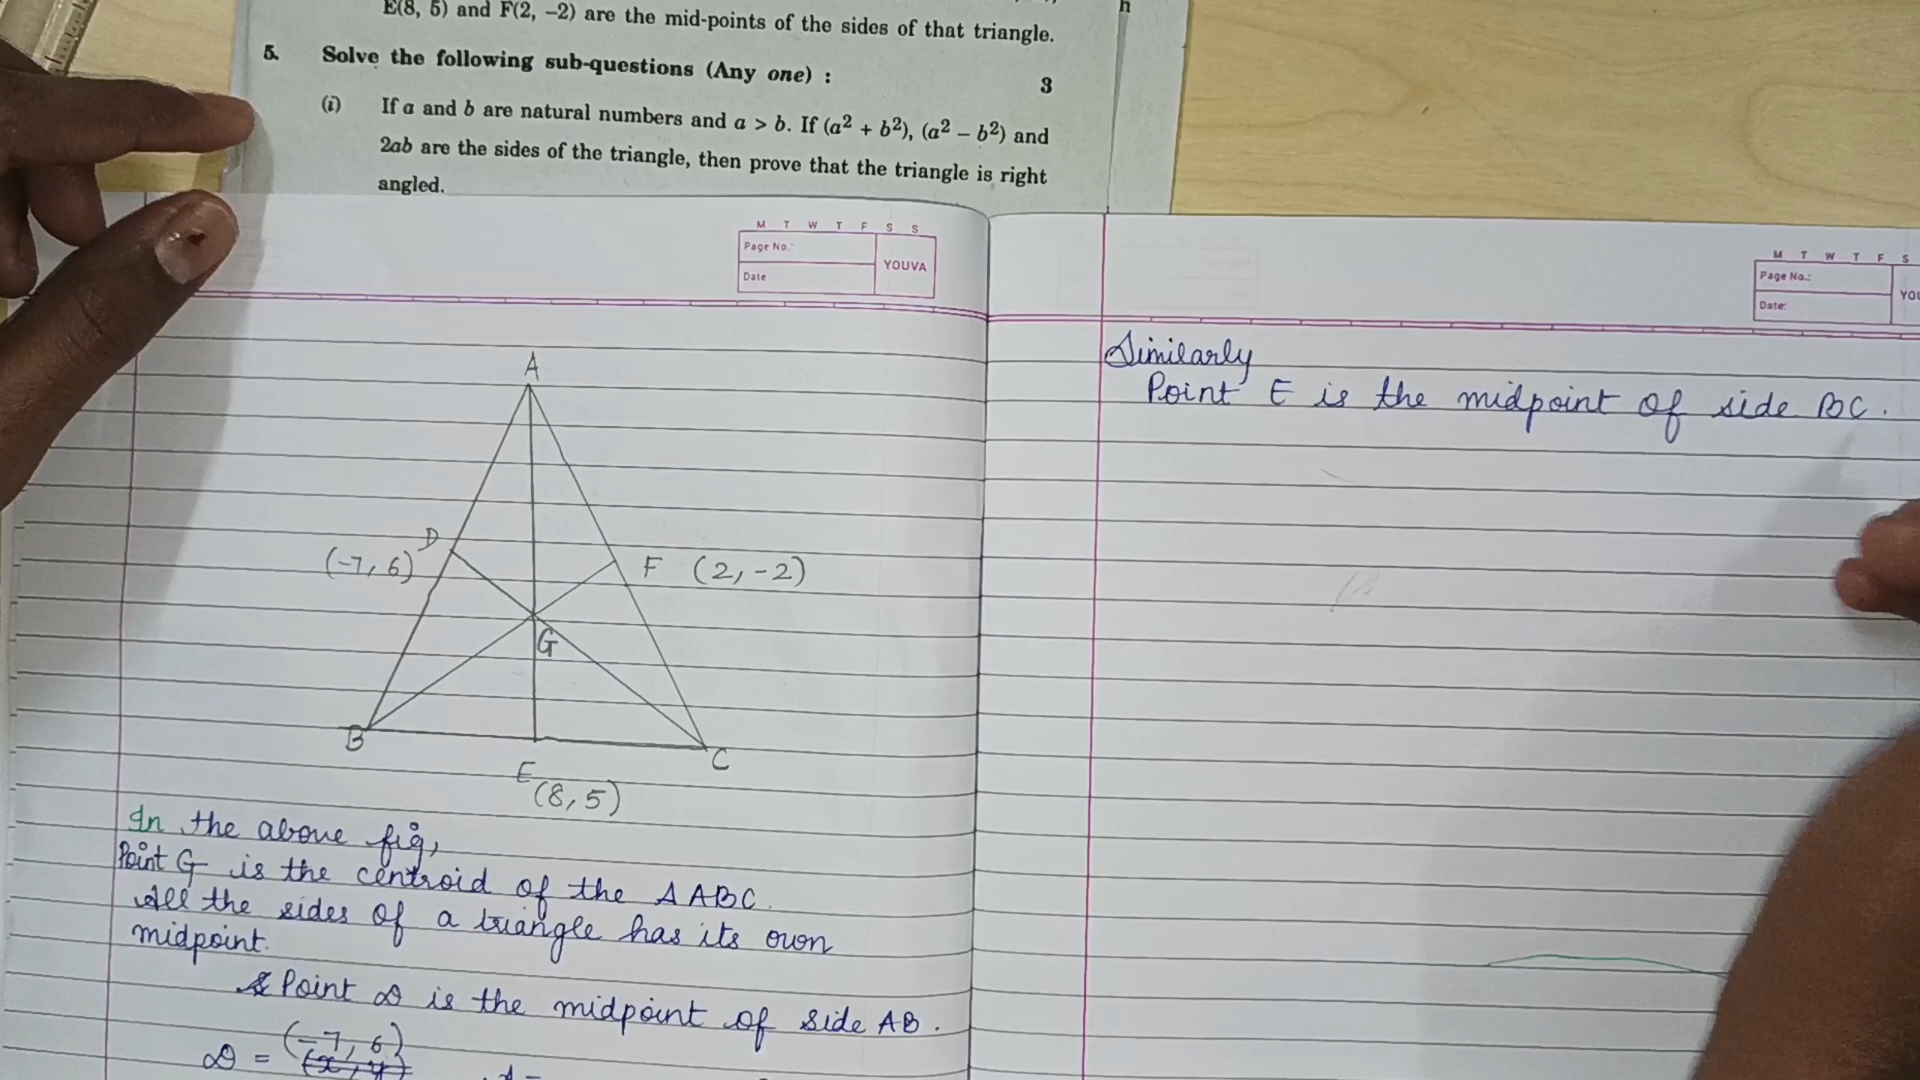 E(8, 5) and F(2, –2) are the mid-points of the sides of that triangle.
5. Solve the following sub-questions (Any one) : 3
(i) If a and b are natural numbers and a > b. If (a² + b²), (a² – b²) and
2ab are the sides of the triangle, then prove that the triangle is right
angled.
M T W T F S S
Page No.:
Date
YOUVA
A
D
(-7, 6)
F (2, -2)
G
B
C
E
(8, 5)
In the above fig,
Point G is the centroid of the Δ ABC.
All the sides of a triangle has its own
midpoint.
Point D is the midpoint of side AB.
(-7, 6)
D = (x, y)
M T W T F S
Page No.:
Date:
Similarly
Point E is the midpoint of side BC.